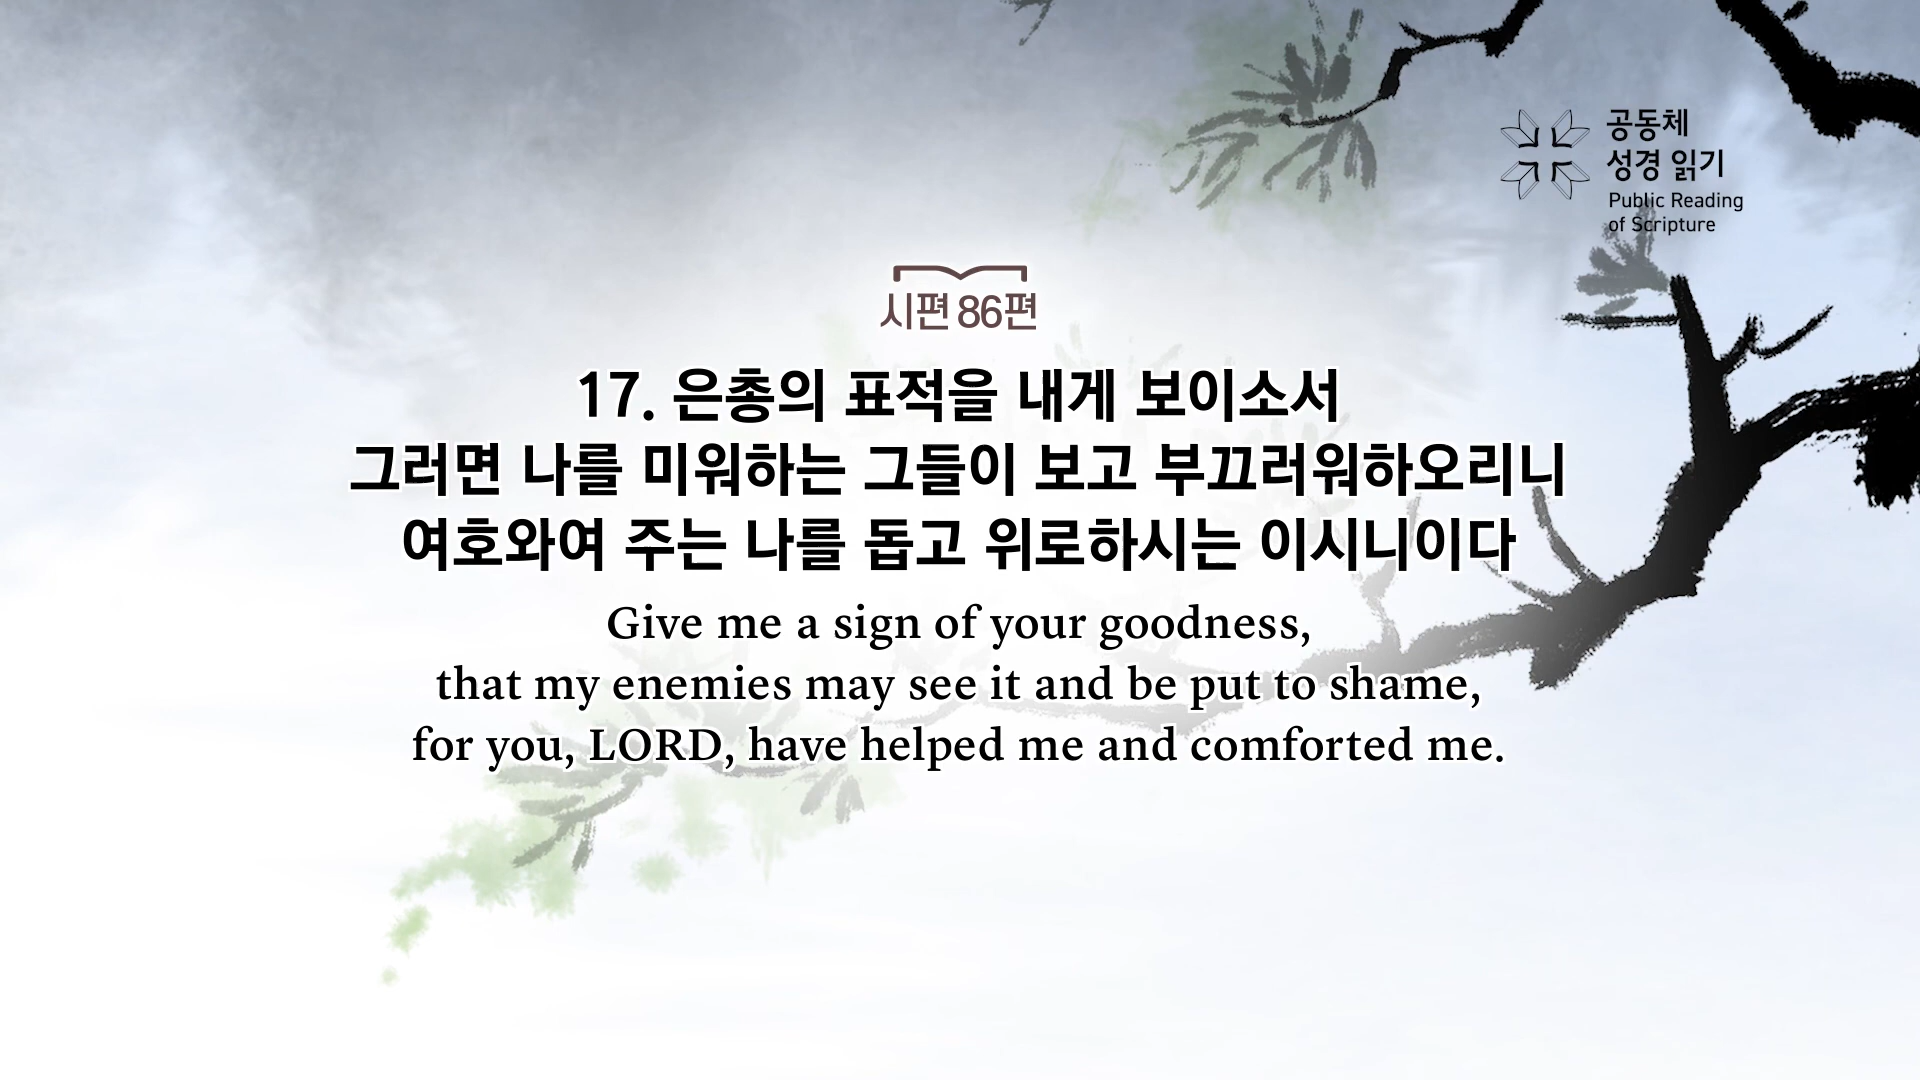 공동체
성경 읽기
Public Reading
of Scripture
시편 86편
17. 은총의 표적을 내게 보이소서
그러면 나를 미워하는 그들이 보고 부끄러워하오리니
여호와여 주는 나를 돕고 위로하시는 이시니이다
Give me a sign of your goodness,
that my enemies may see it and be put to shame,
for you, LORD, have helped me and comforted me.